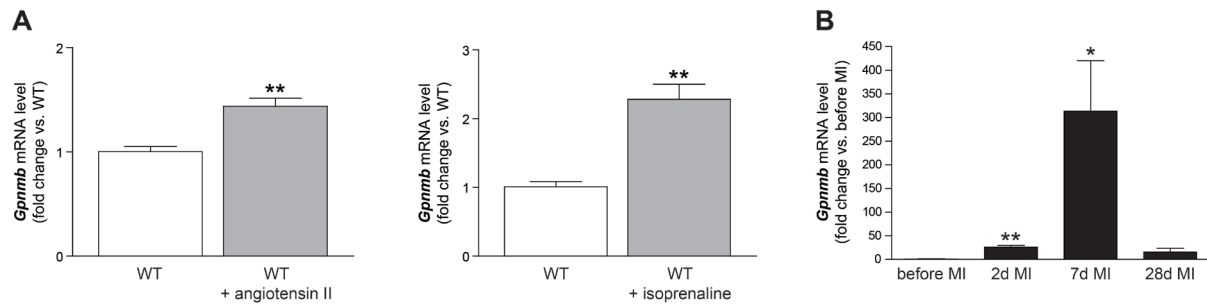 A
B
Gpnmb mRNA level
(fold change vs. WT)
2
1
0
**
WT
WT
+ angiotensin II
Gpnmb mRNA level
(fold change vs. WT)
3
2
1
0
**
WT
WT
+ isoprenaline
Gpnmb mRNA level
(fold change vs. before MI)
450
400
350
300
250
200
150
100
50
0
**
*
before MI
2d MI
7d MI
28d MI